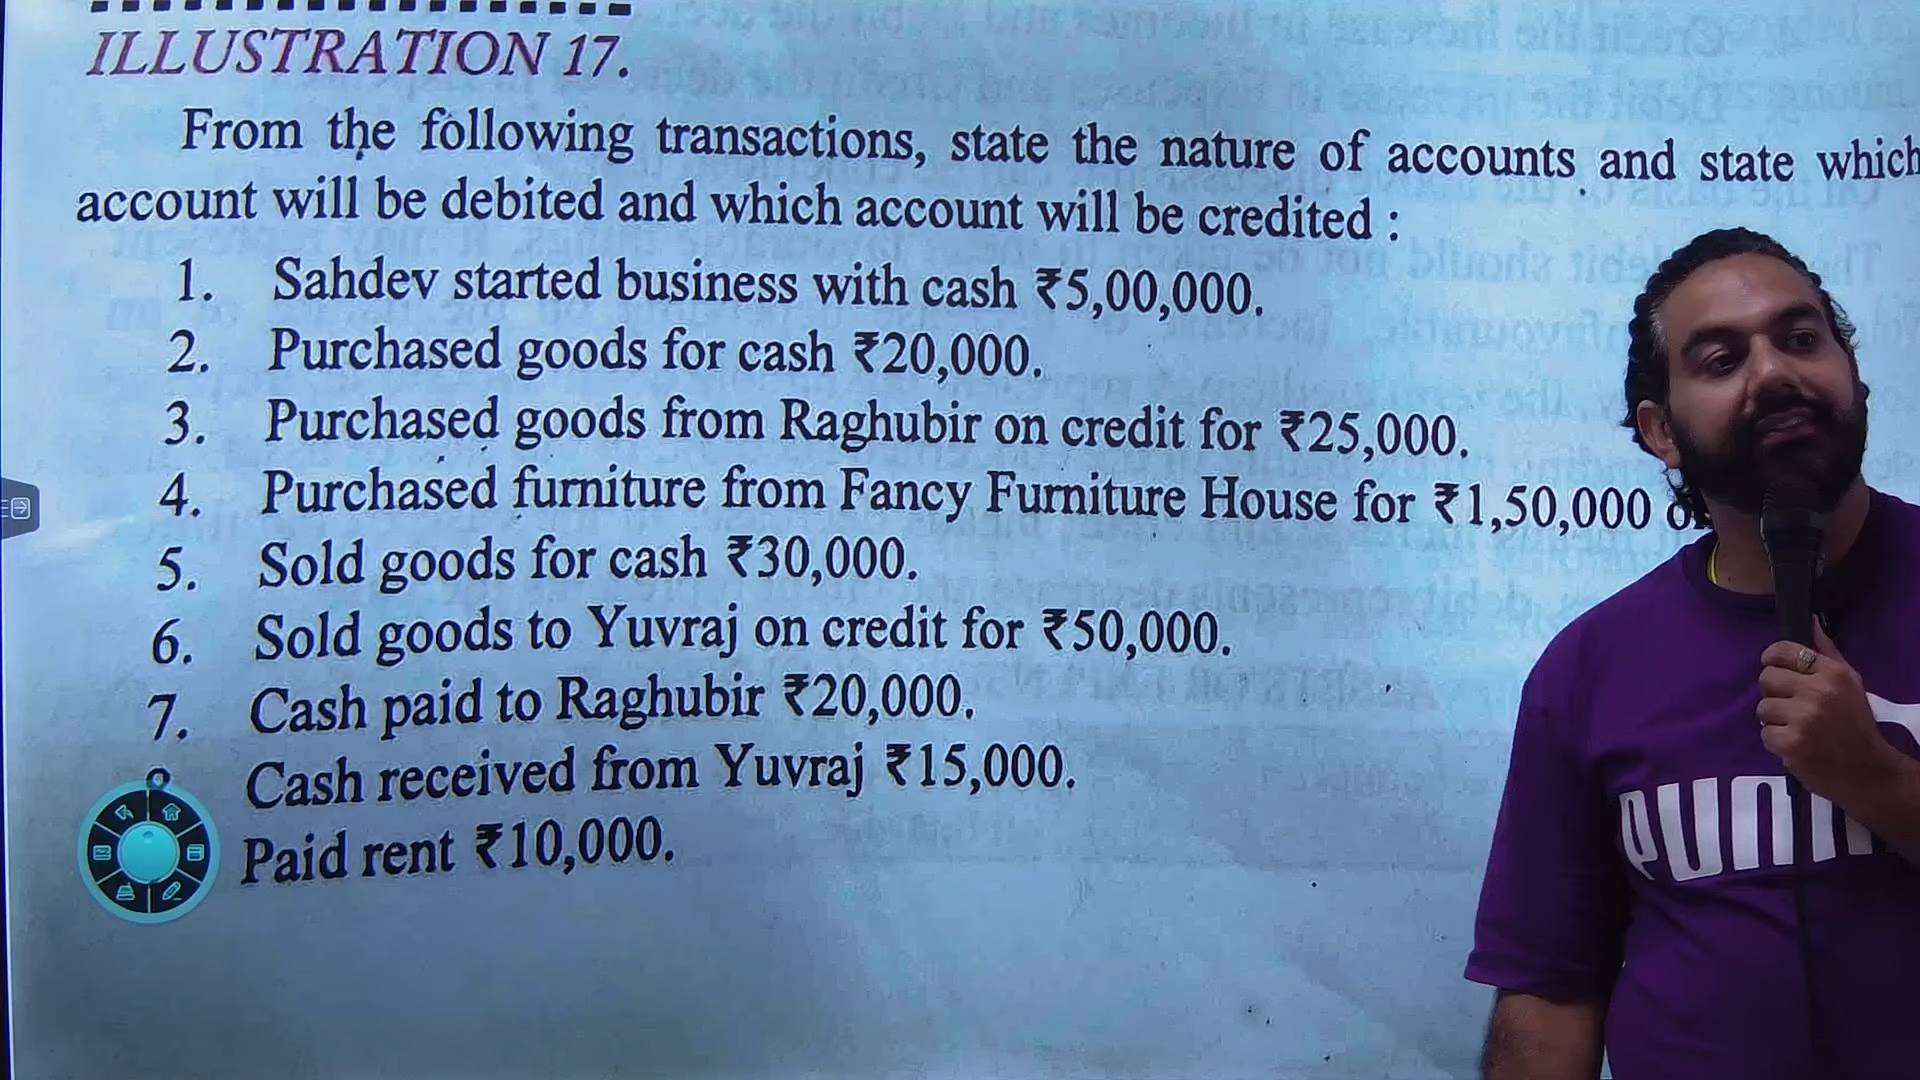 ILLUSTRATION 17.
From the following transactions, state the nature of accounts and state which
account will be debited and which account will be credited :
1. Sahdev started business with cash ₹5,00,000.
2. Purchased goods for cash ₹20,000.
3. Purchased goods from Raghubir on credit for ₹25,000.
4. Purchased furniture from Fancy Furniture House for ₹1,50,000
5. Sold goods for cash ₹30,000.
6. Sold goods to Yuvraj on credit for ₹50,000.
7. Cash paid to Raghubir ₹20,000.
Cash received from Yuvraj ₹15,000.
Paid rent ₹10,000.